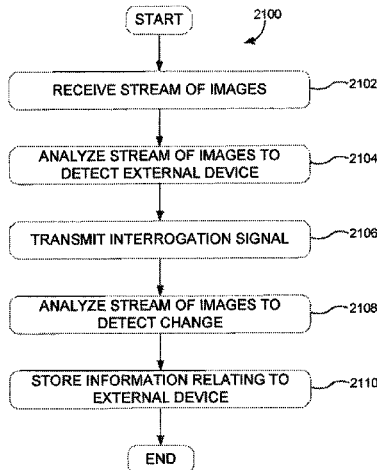 START
2100
RECEIVE STREAM OF IMAGES
2102
ANALYZE STREAM OF IMAGES TO
DETECT EXTERNAL DEVICE
2104
TRANSMIT INTERROGATION SIGNAL
2106
ANALYZE STREAM OF IMAGES TO
DETECT CHANGE
2108
STORE INFORMATION RELATING TO
EXTERNAL DEVICE
2110
END